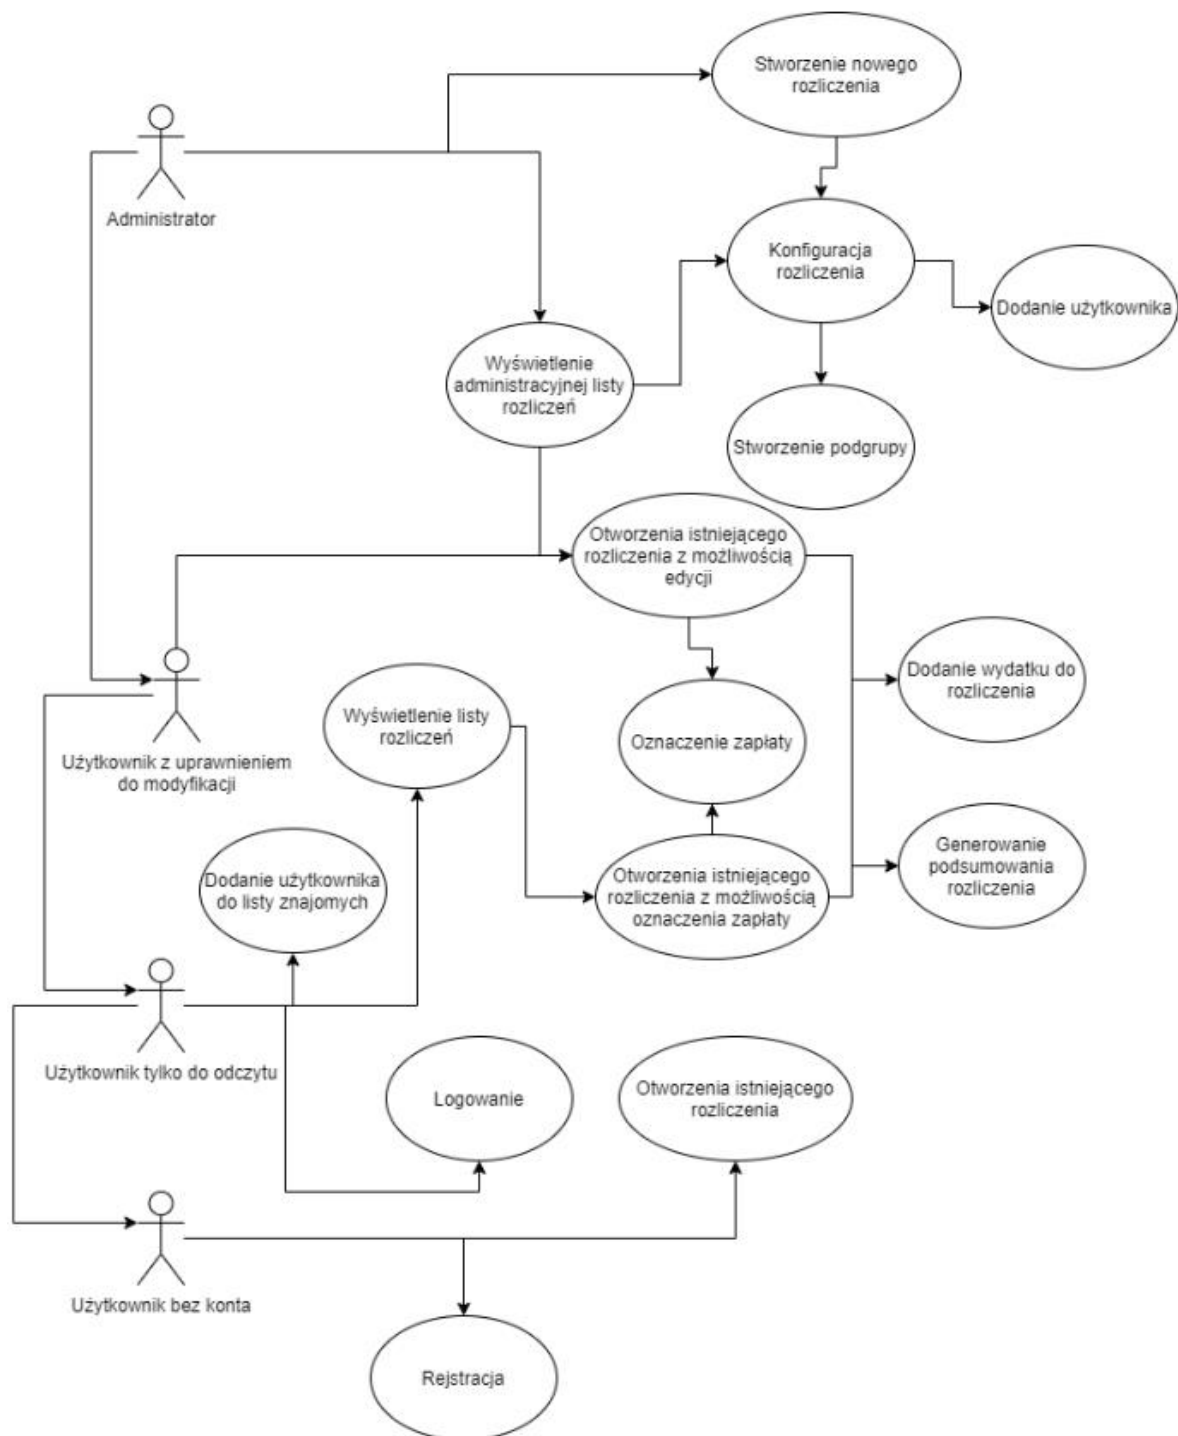 Stworzenie nowego
rozliczenia
Administrator
Konfiguracja
rozliczenia
Dodanie użytkownika
Wyświetlenie
administracyjnej listy
rozliczeń
Stworzenie podgrupy
Otworzenia istniejącego
rozliczenia z możliwością
edycji
Dodanie wydatku do
rozliczenia
Wyświetlenie listy
rozliczeń
Oznaczenie zapłaty
Użytkownik z uprawnieniem
do modyfikacji
Generowanie
podsumowania
rozliczenia
Dodanie użytkownika
do listy znajomych
Otworzenia istniejącego
rozliczenia z możliwością
oznaczenia zapłaty
Użytkownik tylko do odczytu
Logowanie
Otworzenia istniejącego
rozliczenia
Użytkownik bez konta
Rejstracja